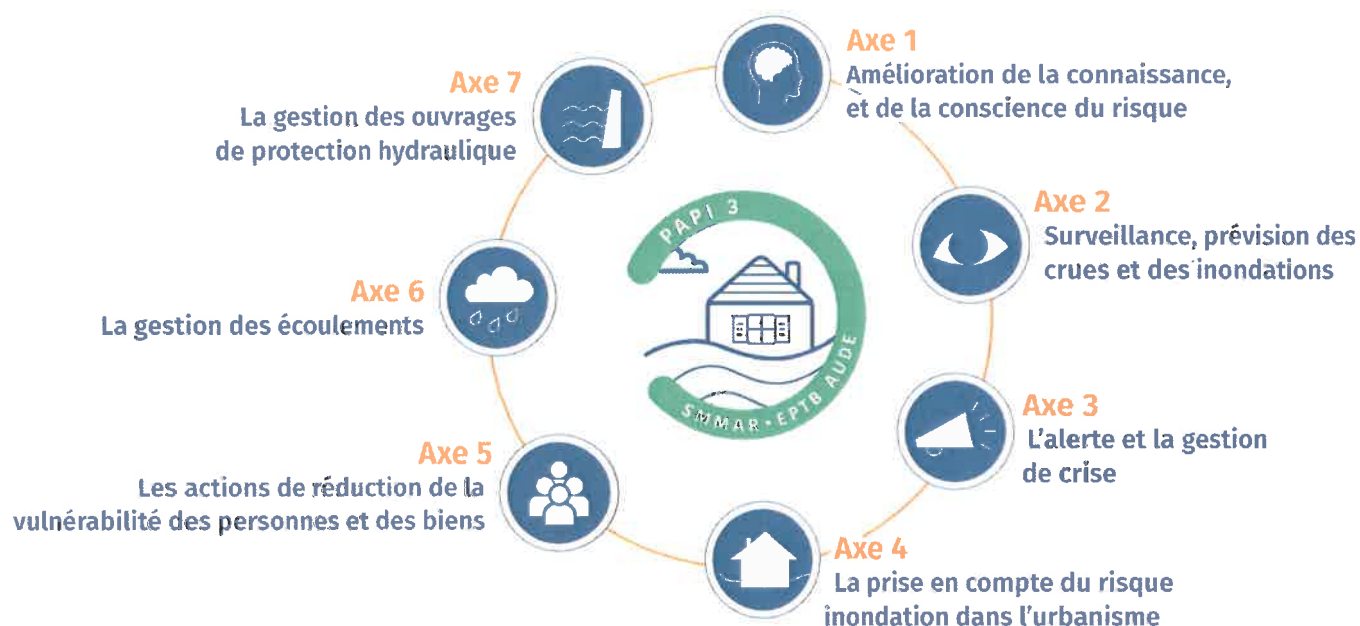 Axe 1
Amélioration de la connaissance,
et de la conscience du risque
Axe 2
Surveillance, prévision des
crues et des inondations
Axe 3
L'alerte et la gestion
de crise
Axe 4
La prise en compte du risque
inondation dans l'urbanisme
Axe 5
Les actions de réduction de la
vulnérabilité des personnes et des biens
Axe 6
La gestion des écoulements
Axe 7
La gestion des ouvrages
de protection hydraulique
PAPI 3
SMMAR • EPTB AUDE